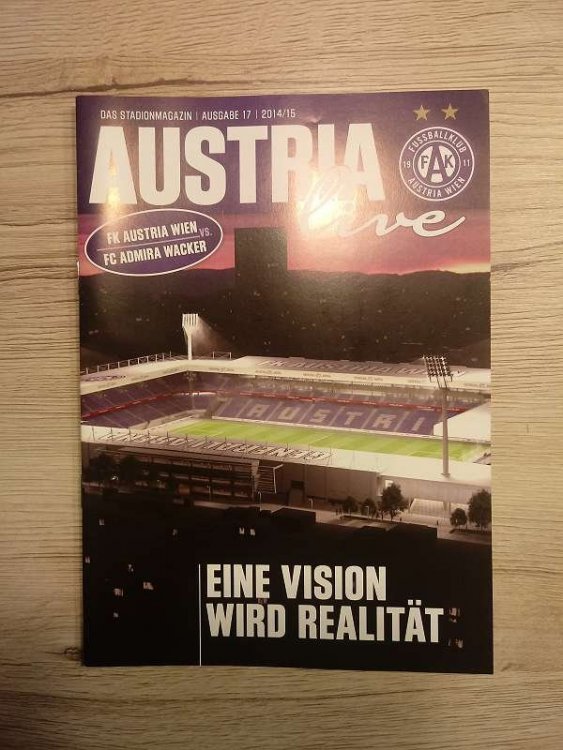 DAS STADIONMAGAZIN | AUSGABE 17 | 2014/15
AUSTRIA
live
FUSSBALLKLUB
19 FAK 11
AUSTRIA WIEN
FK AUSTRIA WIEN vs.
FC ADMIRA WACKER
AUSTRI
EINE VISION
WIRD REALITÄT